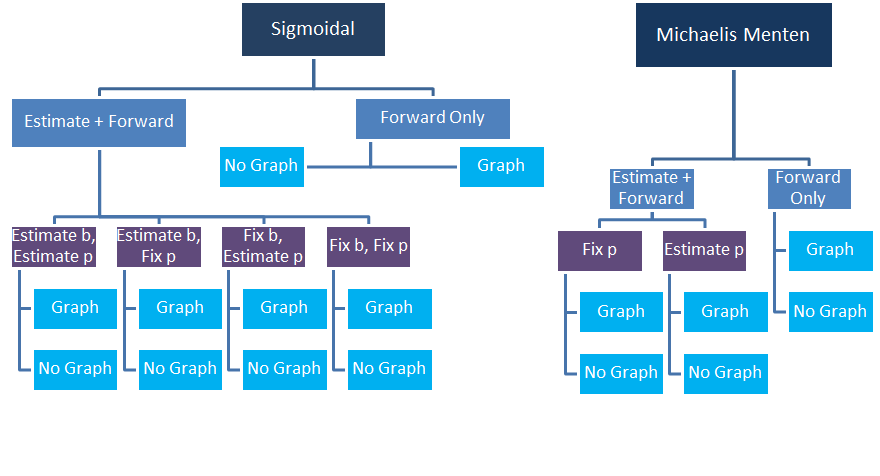 Sigmoidal
Estimate + Forward
Forward Only
No Graph
Graph
Estimate b,
Estimate p
Estimate b,
Fix p
Fix b,
Estimate p
Fix b, Fix p
Graph
Graph
Graph
Graph
No Graph
No Graph
No Graph
No Graph
Michaelis Menten
Estimate +
Forward
Forward
Only
Fix p
Estimate p
Graph
Graph
Graph
No Graph
No Graph
No Graph